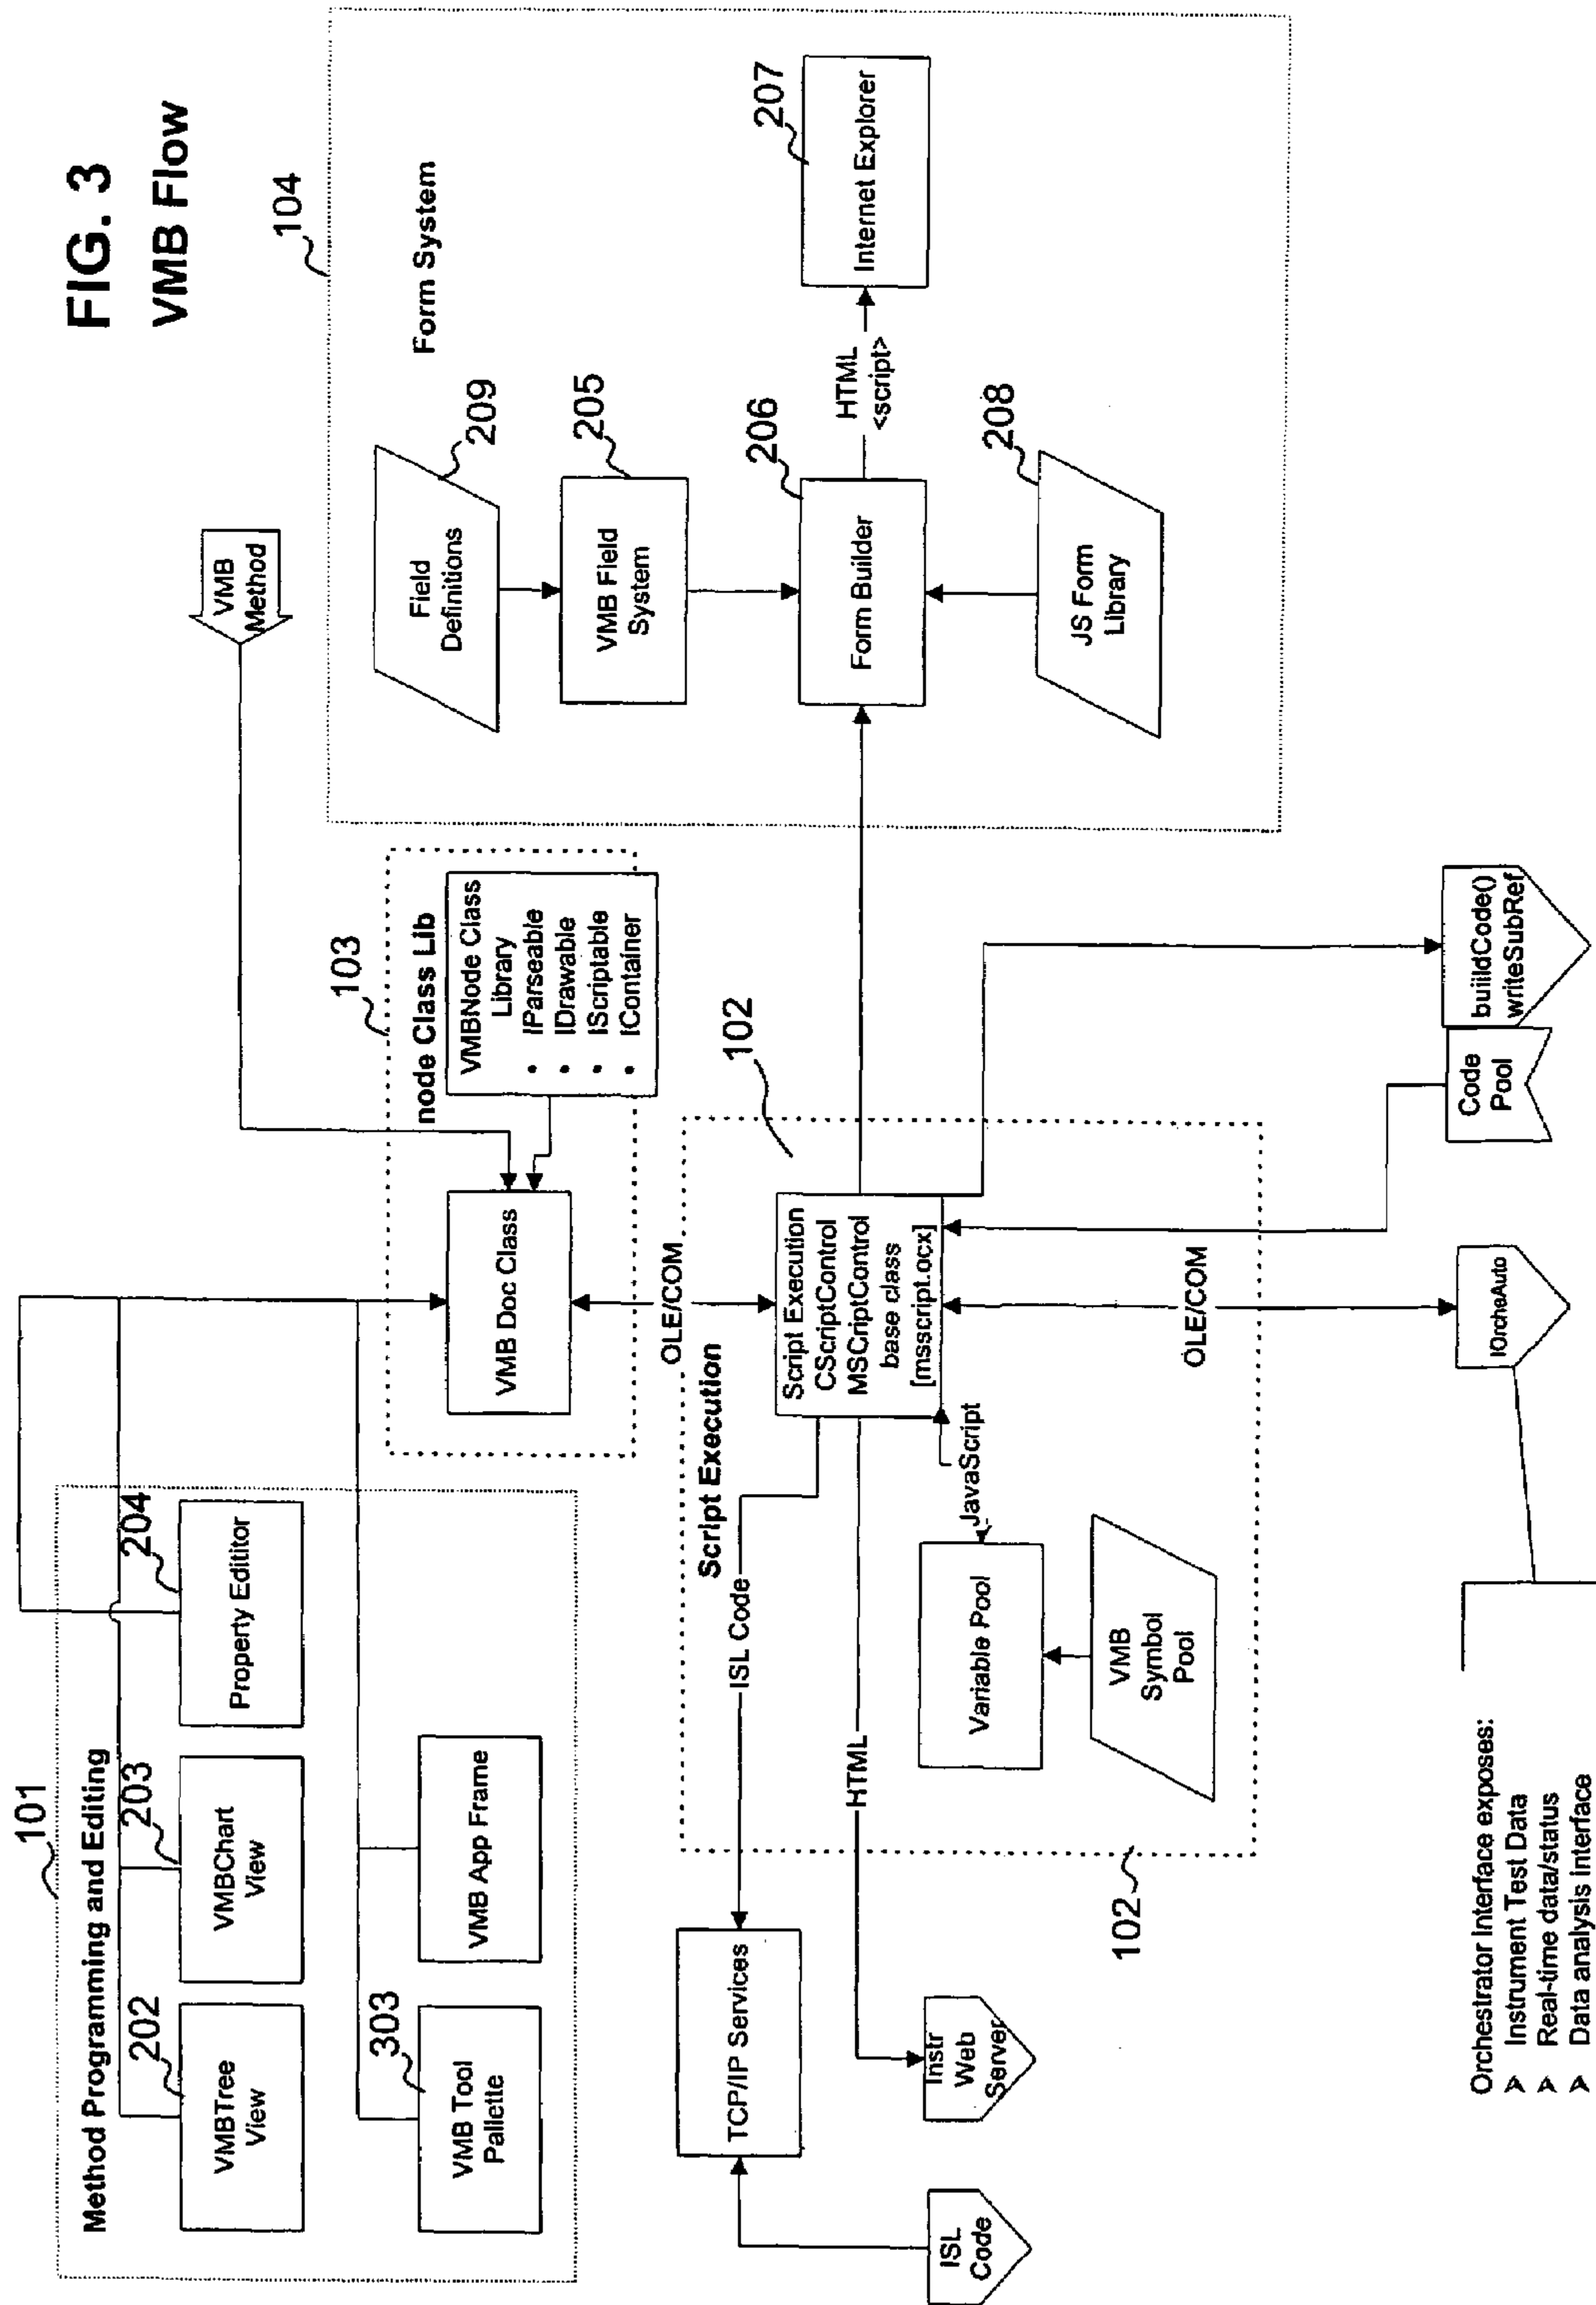 FIG. 3
VMB Flow
101
Method Programming and Editing
202
VMBTree
View
203
VMBChart
View
204
Property Edititor
303
VMB Tool
Pallette
VMB App Frame
VMB
Method
103
node Class Lib
VMB Doc Class
VMBNode Class
Library
• IParseable
• IDrawable
• IScriptable
• IContainer
104
Form System
Field
Definitions
209
VMB Field
System
205
Form Builder
206
HTML
<script>
Internet Explorer
207
JS Form
Library
208
OLE/COM
102
Script Execution
Script Execution
CScriptControl
MSCriptControl
base class
[msscript.ocx]
ISL Code
HTML
JavaScript
Variable Pool
VMB
Symbol
Pool
OLE/COM
102
TCP/IP Services
ISL
Code
Instr
Web
Server
IOrcheAuto
Code
Pool
buildCode()
writeSubRef
Orchestrator Interface exposes:
➢ Instrument Test Data
➢ Real-time data/status
➢ Data analysis interface